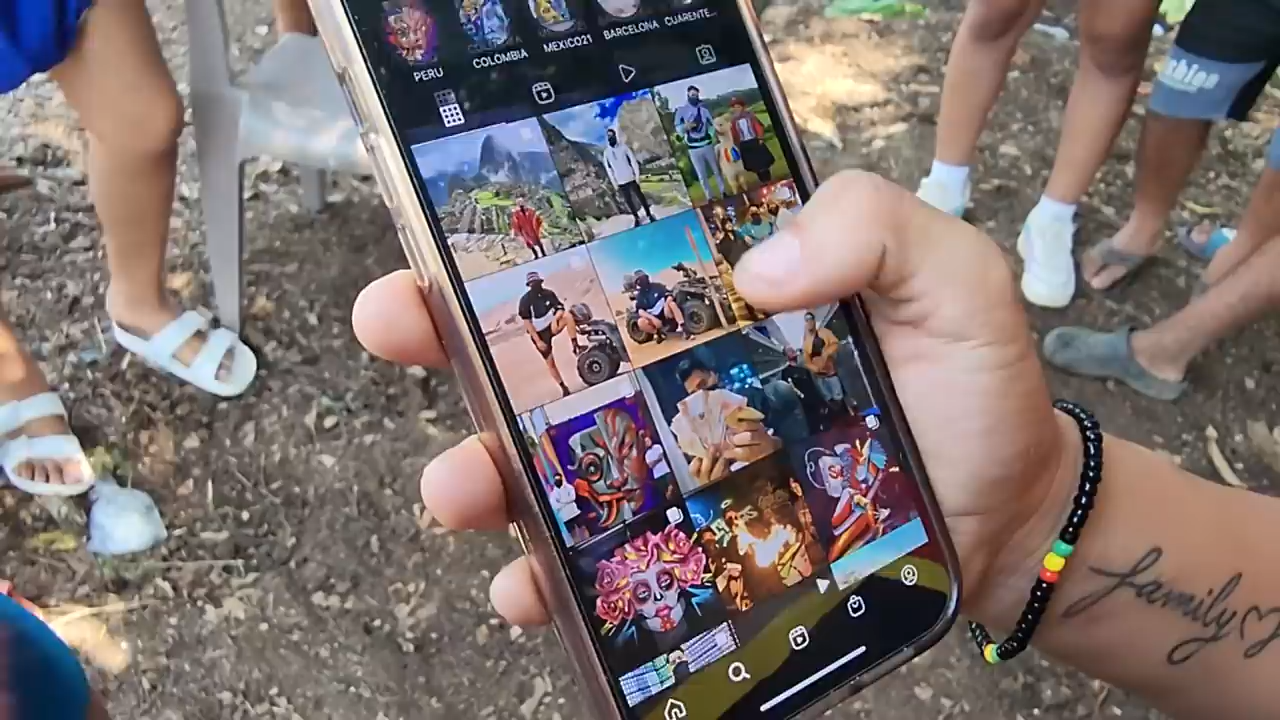 PERU
COLOMBIA
MEXICO21
BARCELONA
CUARENTE...
family